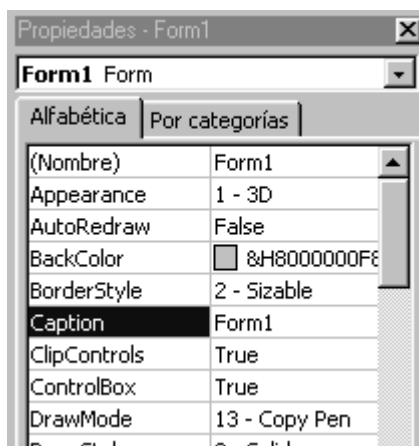 Propiedades - Form1
Form1 Form
Alfabética Por categorías
(Nombre) Form1
Appearance 1 - 3D
AutoRedraw False
BackColor &H8000000F&
BorderStyle 2 - Sizable
Caption Form1
ClipControls True
ControlBox True
DrawMode 13 - Copy Pen